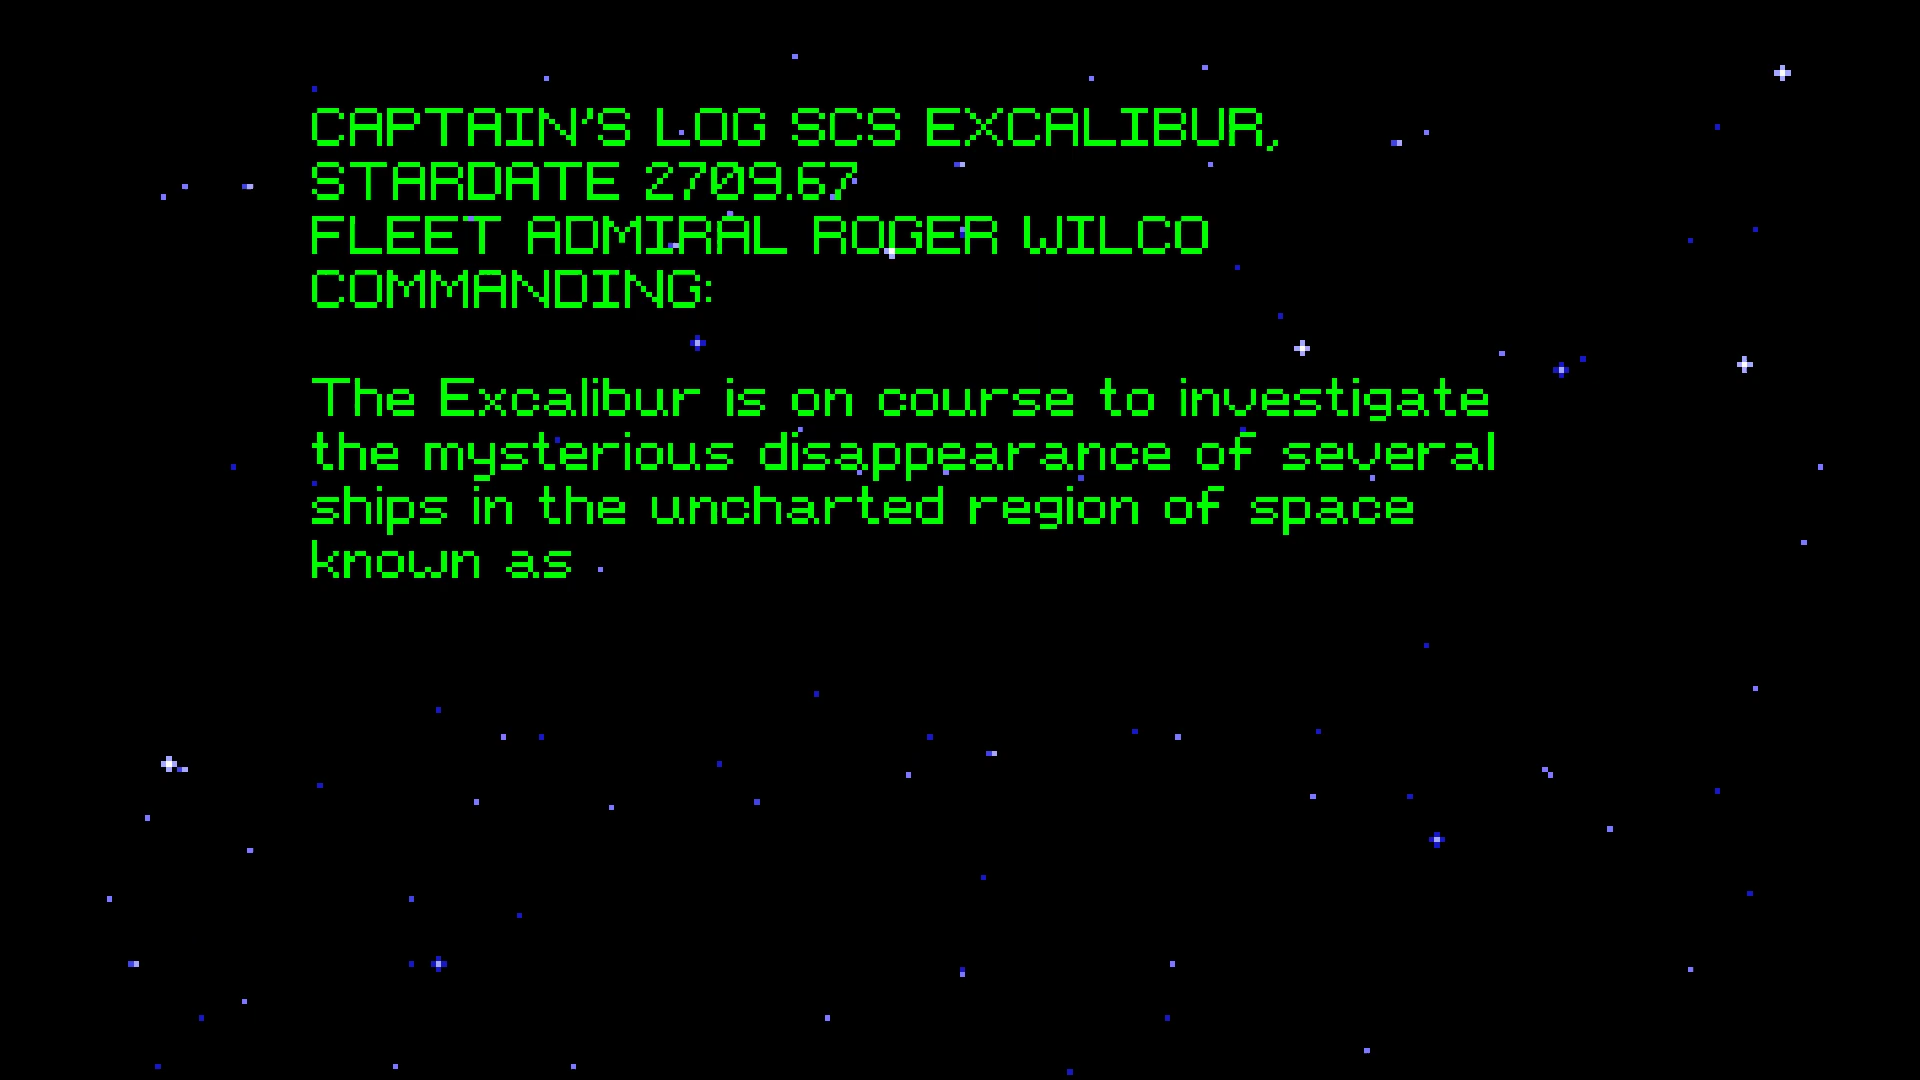 CAPTAIN'S LOG SCS EXCALIBUR,
STARDATE 2709.67
FLEET ADMIRAL ROGER WILCO
COMMANDING:
The Excalibur is on course to investigate
the mysterious disappearance of several
ships in the uncharted region of space
known as